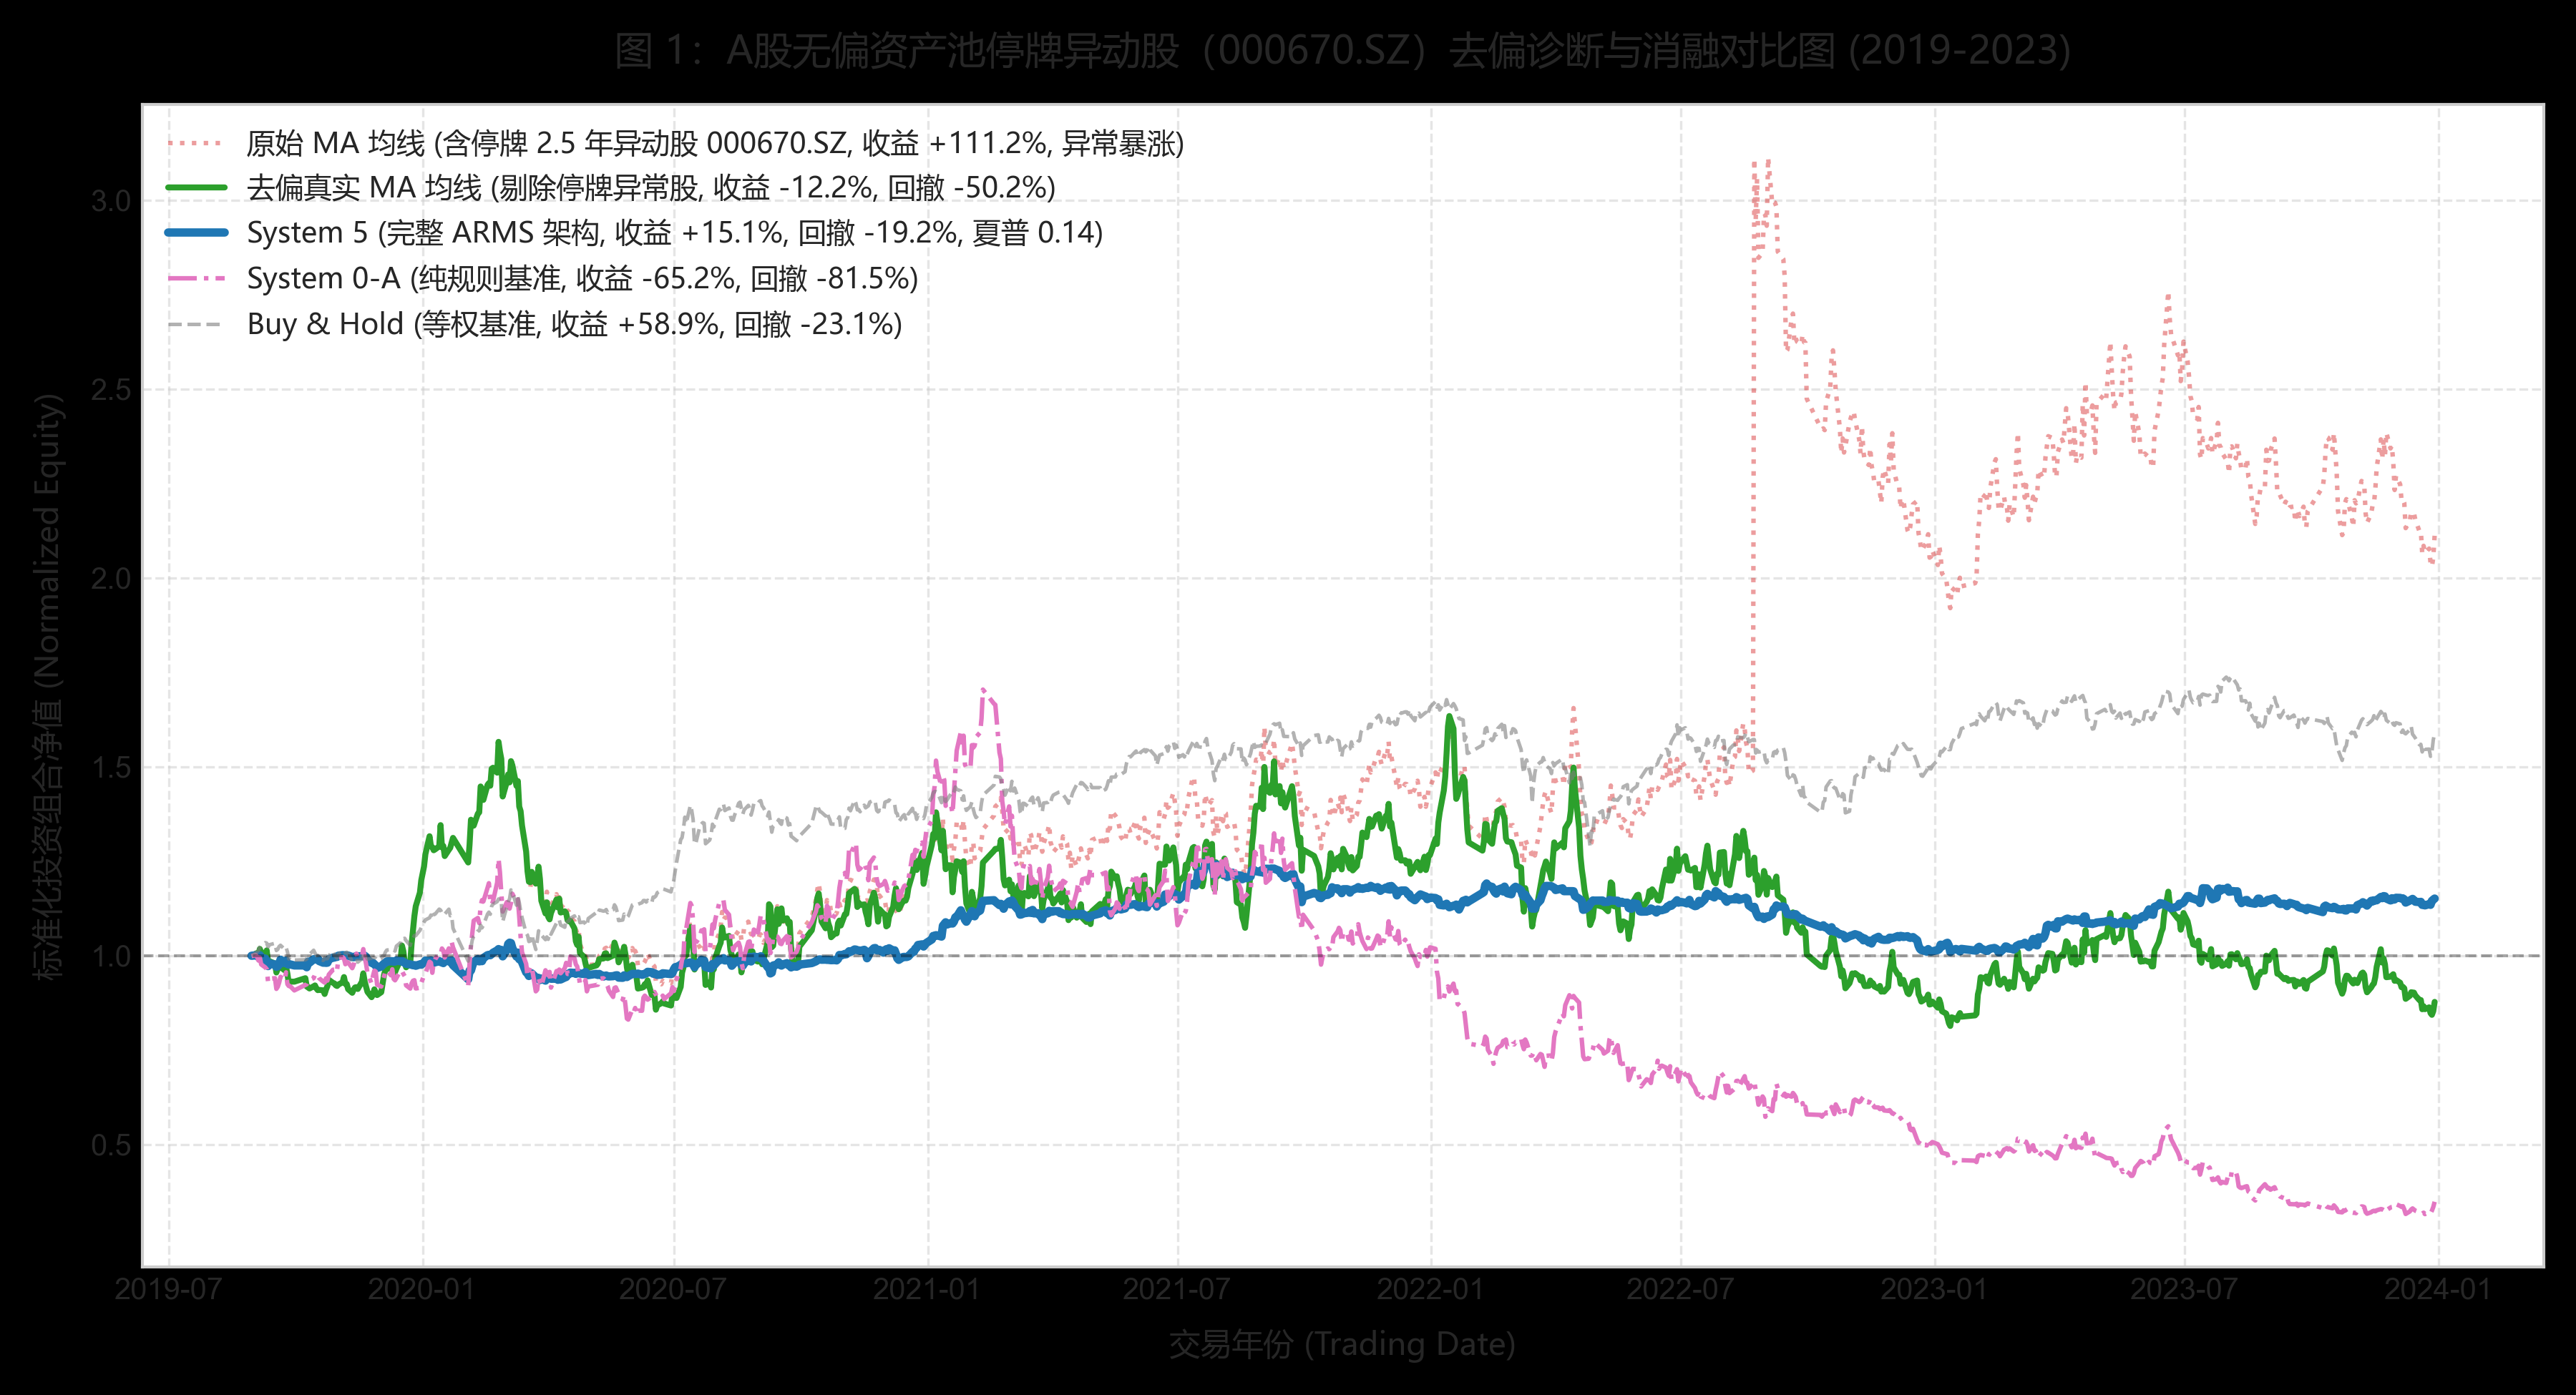 图 1：A股无偏资产池停牌异动股（000670.SZ）去偏诊断与消融对比图 (2019-2023)
原始 MA 均线 (含停牌 2.5 年异动股 000670.SZ, 收益 +111.2%, 异常暴涨)
去偏真实 MA 均线 (剔除停牌异常股, 收益 -12.2%, 回撤 -50.2%)
System 5 (完整 ARMS 架构, 收益 +15.1%, 回撤 -19.2%, 夏普 0.14)
System 0-A (纯规则基准, 收益 -65.2%, 回撤 -81.5%)
Buy & Hold (等权基准, 收益 +58.9%, 回撤 -23.1%)
标准化投资组合净值 (Normalized Equity)
3.0
2.5
2.0
1.5
1.0
0.5
2019-07
2020-01
2020-07
2021-01
2021-07
2022-01
2022-07
2023-01
2023-07
2024-01
交易年份 (Trading Date)